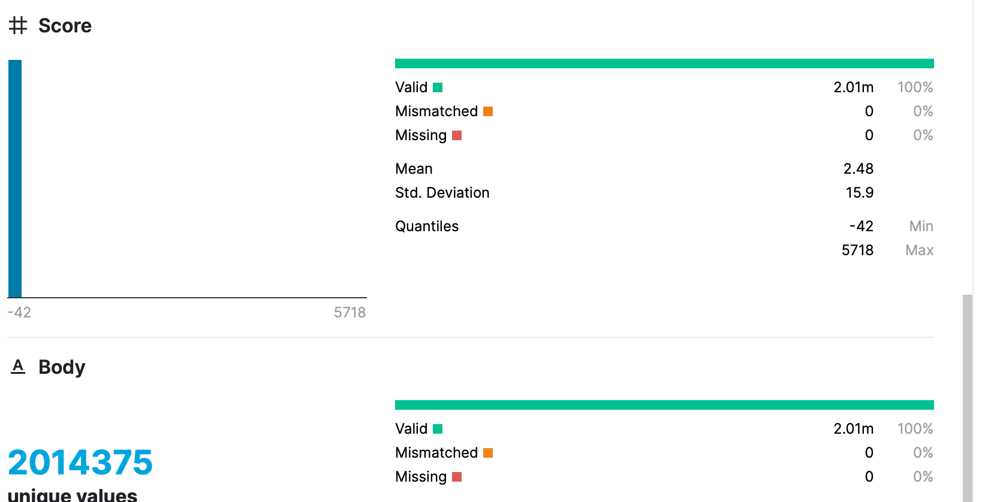 Score
Valid 2.01m 100%
Mismatched 0 0%
Missing 0 0%
Mean 2.48
Std. Deviation 15.9
Quantiles -42 Min
5718 Max
-42 5718
A Body
Valid 2.01m 100%
Mismatched 0 0%
Missing 0 0%
2014375
unique values